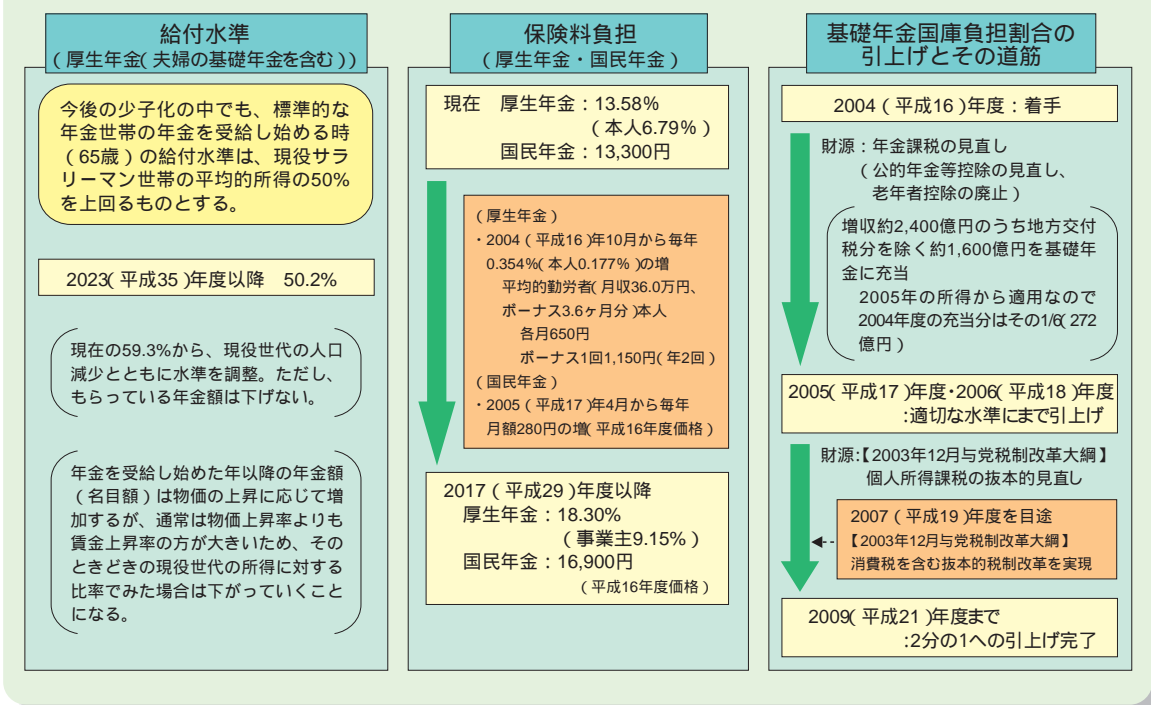 給付水準
(厚生年金(夫婦の基礎年金を含む))
今後の少子化の中でも、標準的な
年金世帯の年金を受給し始める時
(65歳)の給付水準は、現役サラ
リーマン世帯の平均的所得の50%
を上回るものとする。
2023(平成35)年度以降 50.2%
現在の59.3%から、現役世代の人口
減少とともに水準を調整。ただし、
もらっている年金額は下げない。
年金を受給し始めた年以降の年金額
(名目額)は物価の上昇に応じて増
加するが、通常は物価上昇率よりも
賃金上昇率の方が大きいため、その
ときどきの現役世代の所得に対する
比率でみた場合は下がっていくこと
になる。
保険料負担
(厚生年金・国民年金)
現在 厚生年金:13.58%
(本人6.79%)
国民年金:13,300円
(厚生年金)
・2004(平成16)年10月から毎年
0.354%(本人0.177%)の増
平均的勤労者(月収36.0万円、
ボーナス3.6ヶ月分)本人
各月650円
ボーナス1回1,150円(年2回)
(国民年金)
・2005(平成17)年4月から毎年
月額280円の増(平成16年度価格)
2017(平成29)年度以降
厚生年金:18.30%
(事業主9.15%)
国民年金:16,900円
(平成16年度価格)
基礎年金国庫負担割合の
引上げとその道筋
2004(平成16)年度:着手
財源:年金課税の見直し
(公的年金等控除の見直し、
老年者控除の廃止)
増収約2,400億円のうち地方交付
税分を除く約1,600億円を基礎年
金に充当
2005年の所得から適用なので
2004年度の充当分はその1/6(272
億円)
2005(平成17)年度・2006(平成18)年度
:適切な水準にまで引上げ
財源:【2003年12月与党税制改革大綱】
個人所得課税の抜本的見直し
2007(平成19)年度を目途
【2003年12月与党税制改革大綱】
消費税を含む抜本的税制改革を実現
2009(平成21)年度まで
:2分の1への引上げ完了